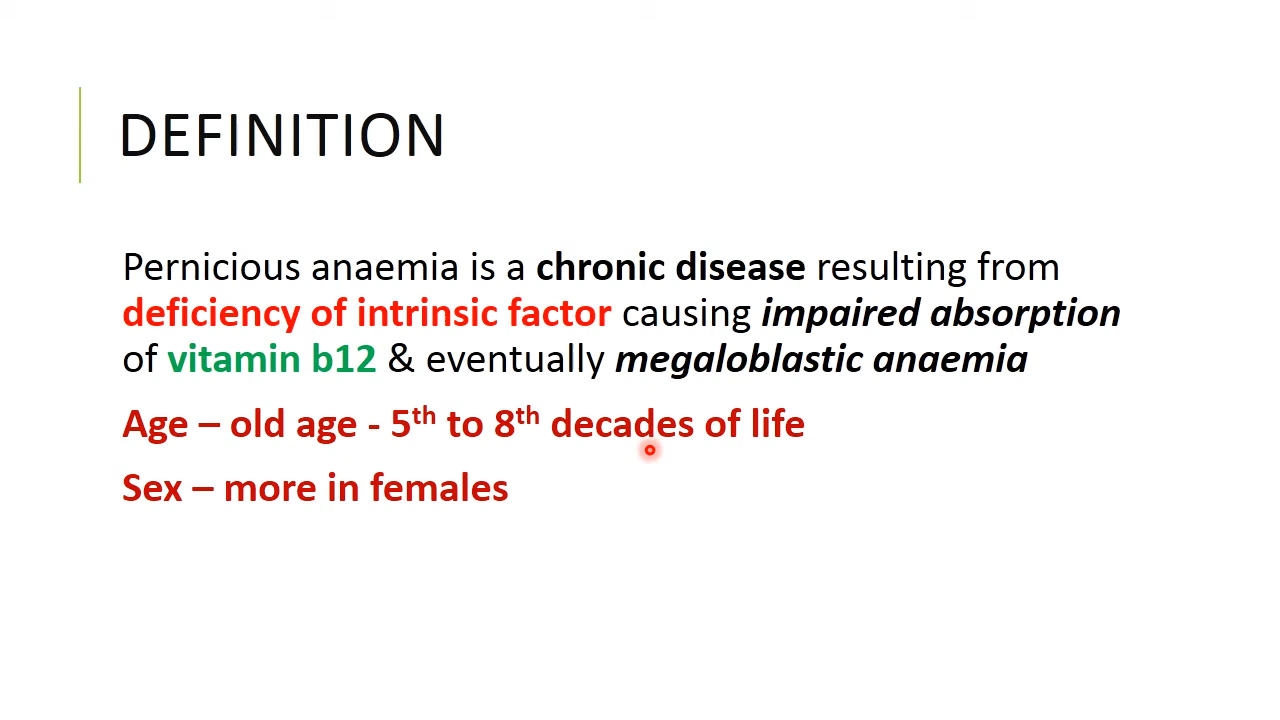 DEFINITION
Pernicious anaemia is a chronic disease resulting from
deficiency of intrinsic factor causing impaired absorption
of vitamin b12 & eventually megaloblastic anaemia
Age – old age - 5th to 8th decades of life
Sex – more in females